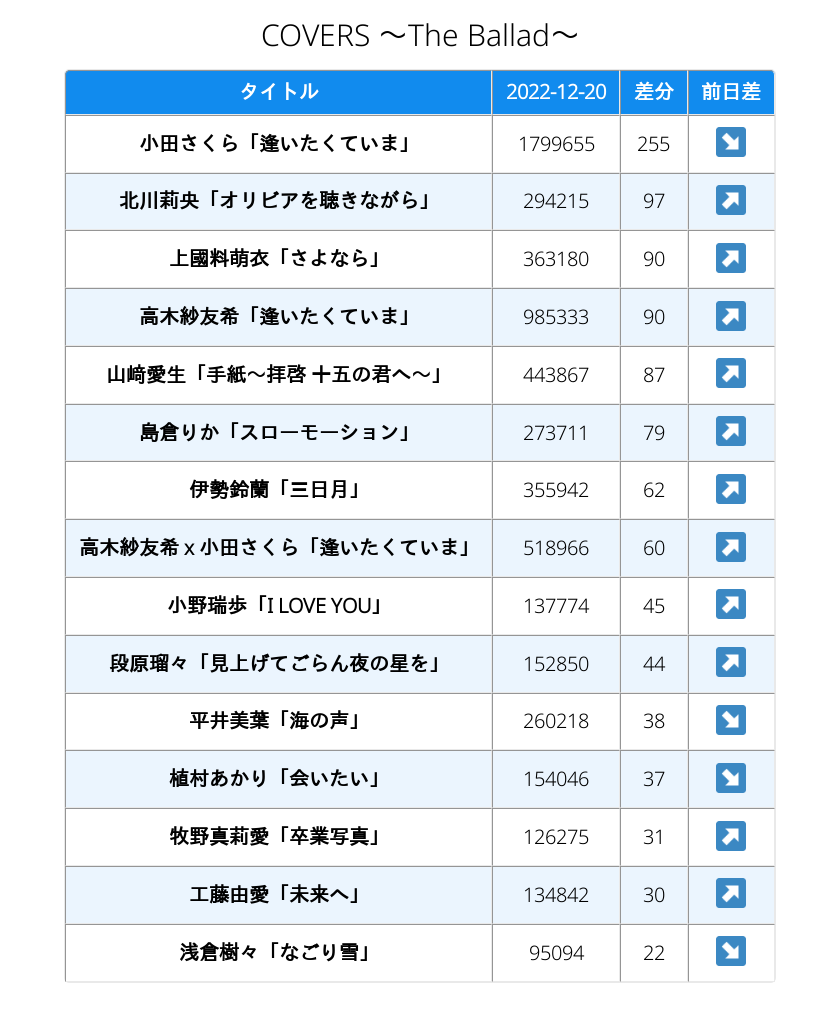 COVERS ～The Ballad～
タイトル 2022-12-20 差分 前日差
小田さくら「逢いたくていま」 1799655 255 ↘
北川莉央「オリビアを聴きながら」 294215 97 ↗
上國料萌衣「さよなら」 363180 90 ↗
高木紗友希「逢いたくていま」 985333 90 ↗
山﨑愛生「手紙～拝啓 十五の君へ～」 443867 87 ↗
島倉りか「スローモーション」 273711 79 ↗
伊勢鈴蘭「三日月」 355942 62 ↗
高木紗友希 x 小田さくら「逢いたくていま」 518966 60 ↗
小野瑞歩「I LOVE YOU」 137774 45 ↗
段原瑠々「見上げてごらん夜の星を」 152850 44 ↗
平井美葉「海の声」 260218 38 ↘
植村あかり「会いたい」 154046 37 ↘
牧野真莉愛「卒業写真」 126275 31 ↗
工藤由愛「未来へ」 134842 30 ↗
浅倉樹々「なごり雪」 95094 22 ↘